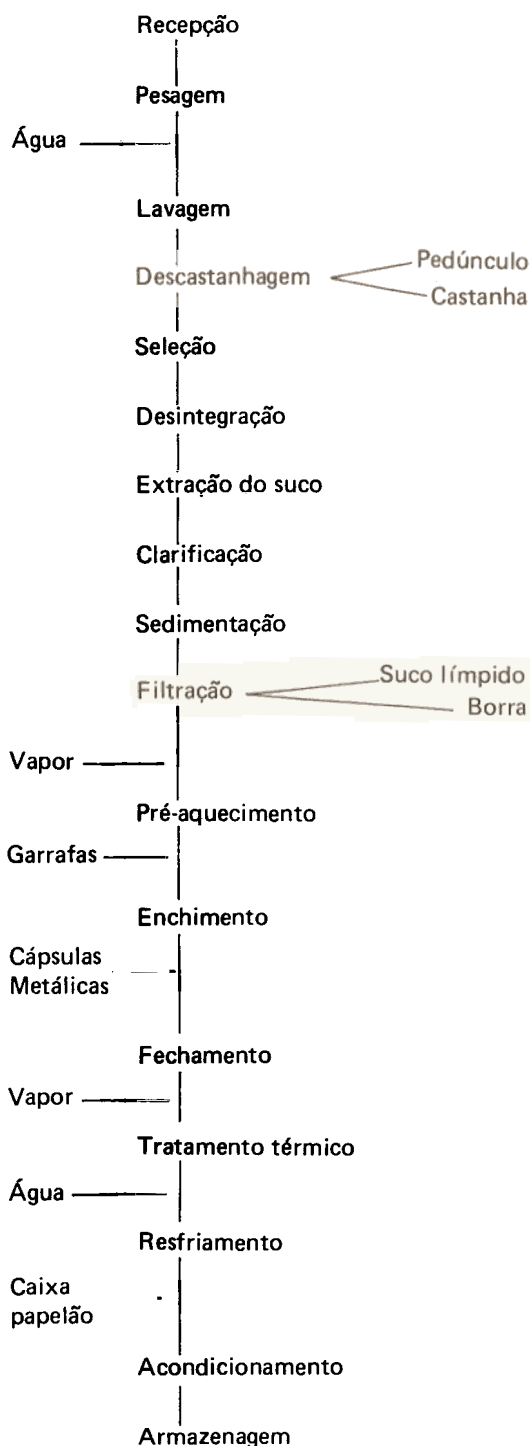 Recepção
Pesagem
Água
Lavagem
Descastanhagem
Pedúnculo
Castanha
Seleção
Desintegração
Extração do suco
Clarificação
Sedimentação
Filtração
Suco límpido
Borra
Vapor
Pré-aquecimento
Garrafas
Enchimento
Cápsulas
Metálicas
Fechamento
Vapor
Tratamento térmico
Água
Resfriamento
Caixa
papelão
Acondicionamento
Armazenagem